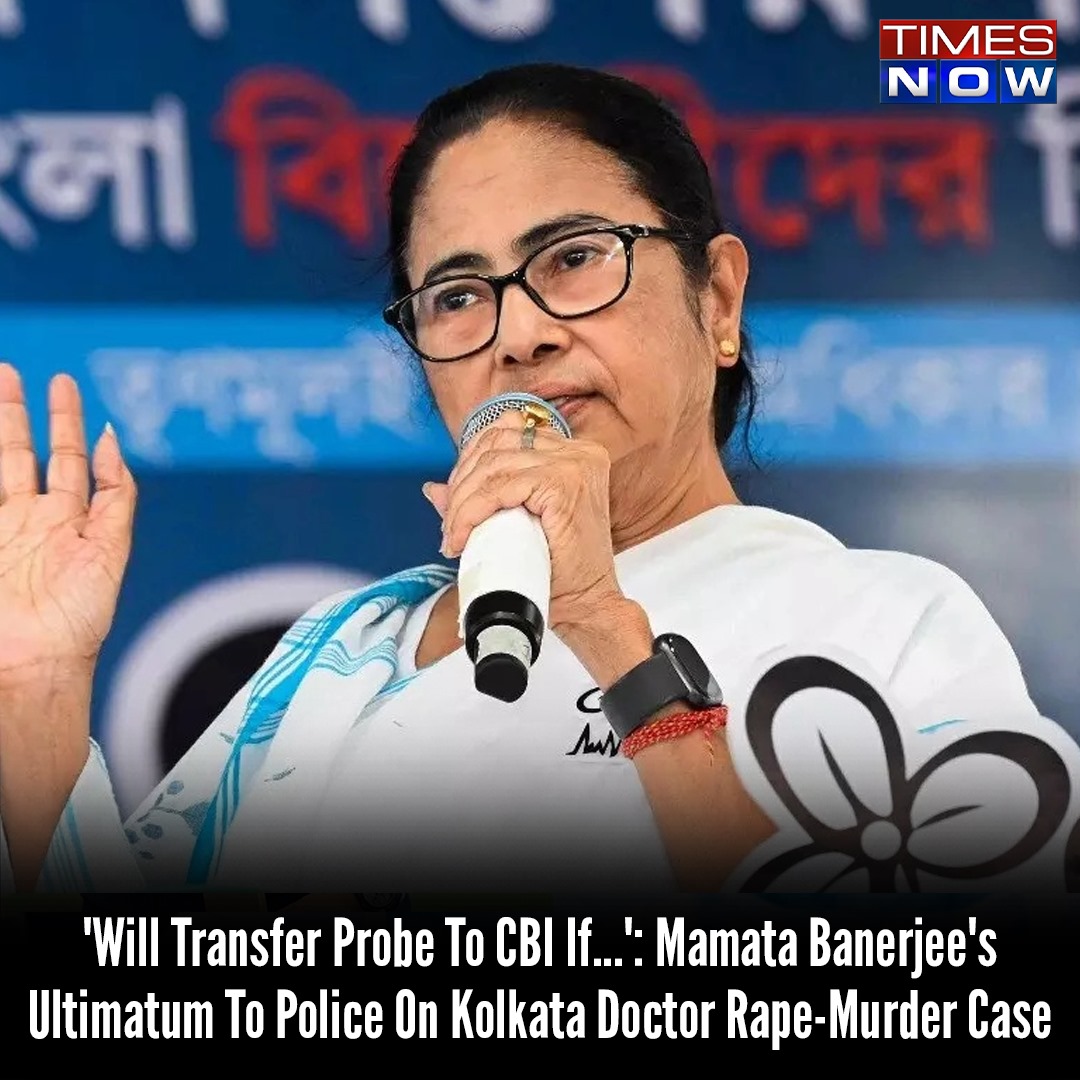 TIMES
NOW
বাংলা
'Will Transfer Probe To CBI If...': Mamata Banerjee's
Ultimatum To Police On Kolkata Doctor Rape-Murder Case